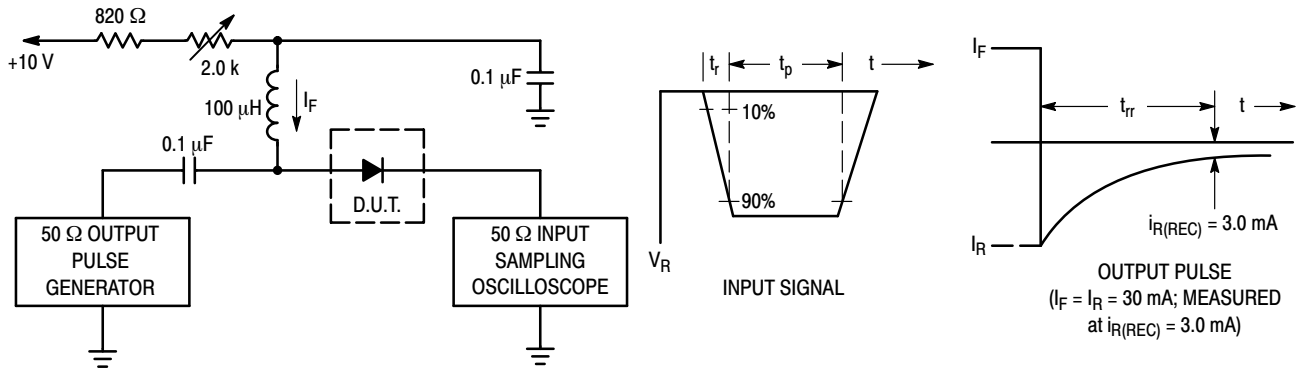 820 Ω
+10 V
2.0 k
100 μH
I_F
0.1 μF
0.1 μF
D.U.T.
50 Ω OUTPUT
PULSE
GENERATOR
50 Ω INPUT
SAMPLING
OSCILLOSCOPE
t_r
t_p
t
10%
90%
V_R
INPUT SIGNAL
I_F
t_rr
t
I_R
i_R(REC) = 3.0 mA
OUTPUT PULSE
(I_F = I_R = 30 mA; MEASURED
at i_R(REC) = 3.0 mA)